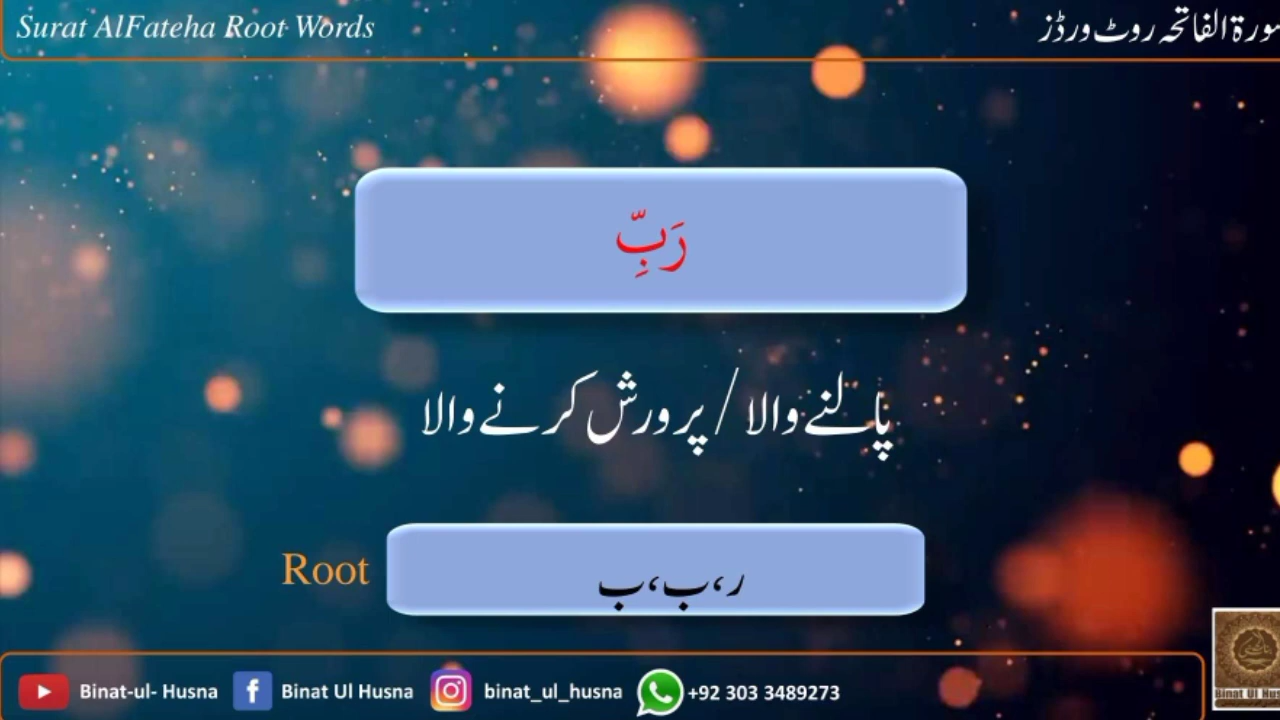 Surat AlFateha Root Words
سورۃ الفاتحہ روٹ ورڈز
رَبِّ
پالنے والا / پرورش کرنے والا
Root
ر، ب، ب
Binat-ul- Husna
Binat Ul Husna
binat_ul_husna
+92 303 3489273